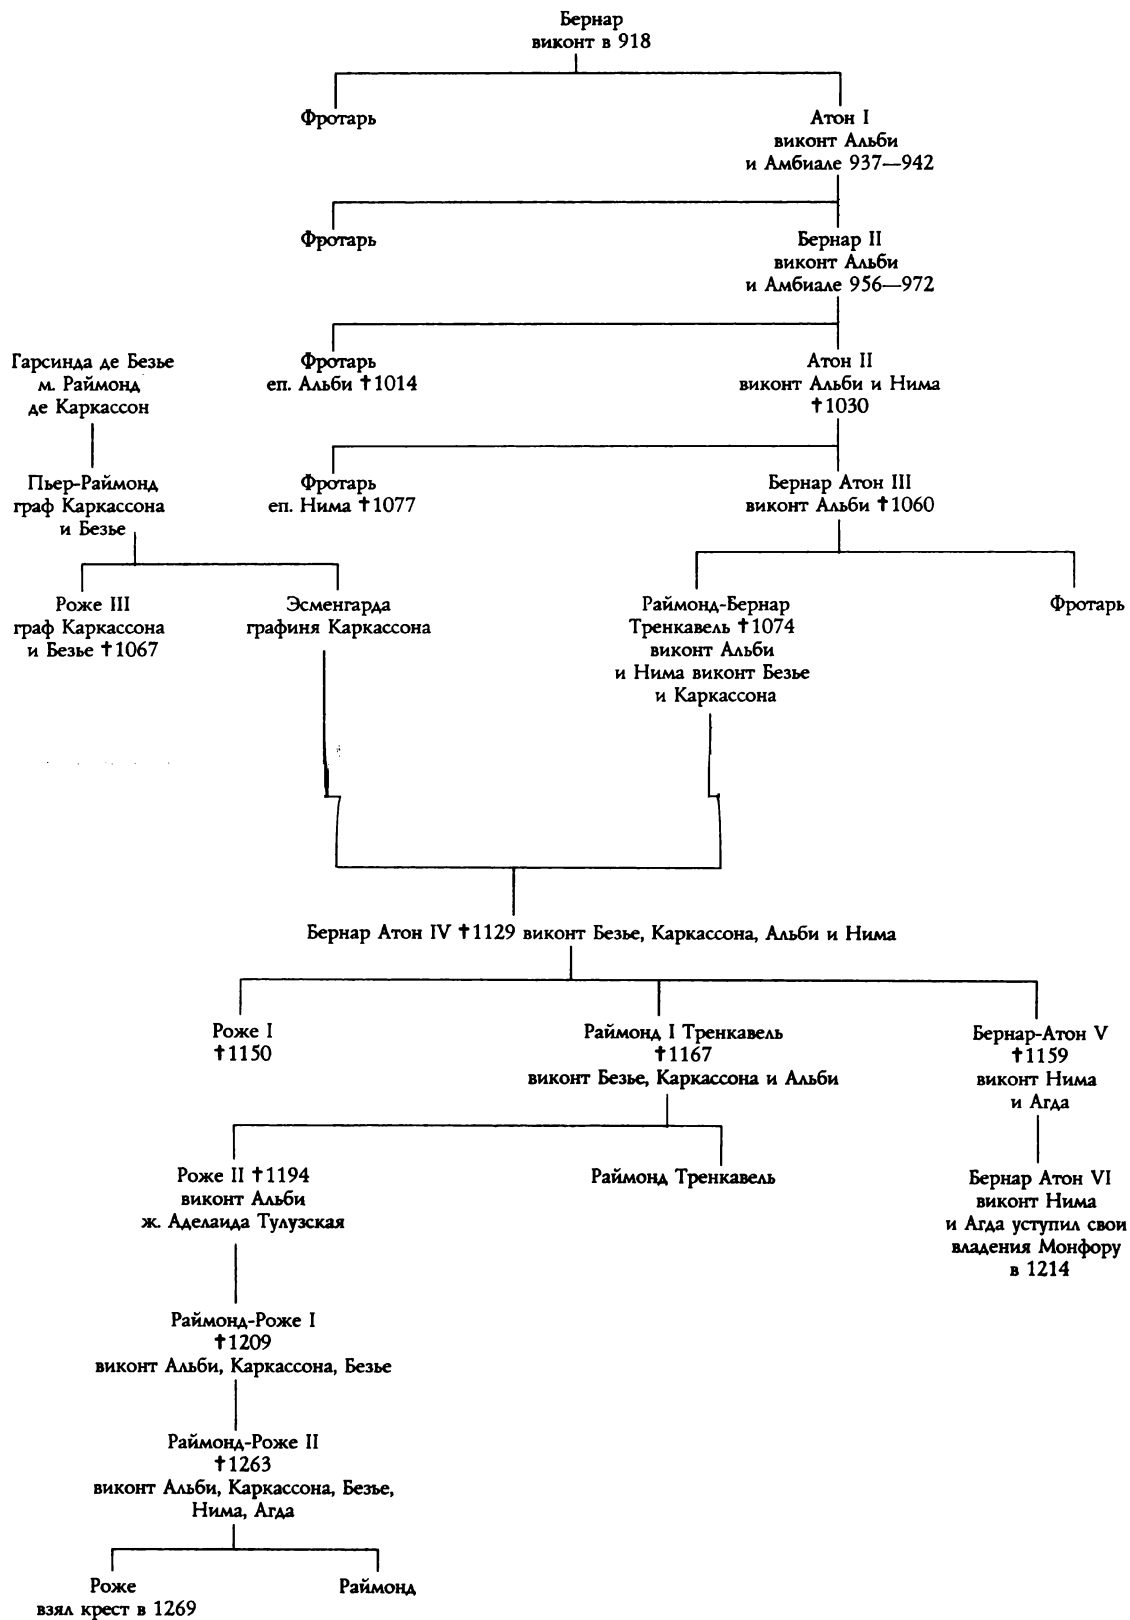 Бернар
виконт в 918
Фротарь
Атон I
виконт Альби
и Амбиале 937—942
Фротарь
Бернар II
виконт Альби
и Амбиале 956—972
Гарсинда де Безье
м. Раймонд
де Каркассон
Фротарь
еп. Альби †1014
Атон II
виконт Альби и Нима
†1030
Пьер-Раймонд
граф Каркассона
и Безье
Фротарь
еп. Нима †1077
Бернар Атон III
виконт Альби †1060
Роже III
граф Каркассона
и Безье †1067
Эсменгарда
графиня Каркассона
Раймонд-Бернар
Тренкавель †1074
виконт Альби
и Нима виконт Безье
и Каркассона
Фротарь
Бернар Атон IV †1129 виконт Безье, Каркассона, Альби и Нима
Роже I
†1150
Раймонд I Тренкавель
†1167
виконт Безье, Каркассона и Альби
Бернар-Атон V
†1159
виконт Нима
и Агда
Роже II †1194
виконт Альби
ж. Аделаида Тулузская
Раймонд Тренкавель
Бернар Атон VI
виконт Нима
и Агда уступил свои
владения Монфору
в 1214
Раймонд-Роже I
†1209
виконт Альби, Каркассона, Безье
Раймонд-Роже II
†1263
виконт Альби, Каркассона, Безье,
Нима, Агда
Роже
взял крест в 1269
Раймонд